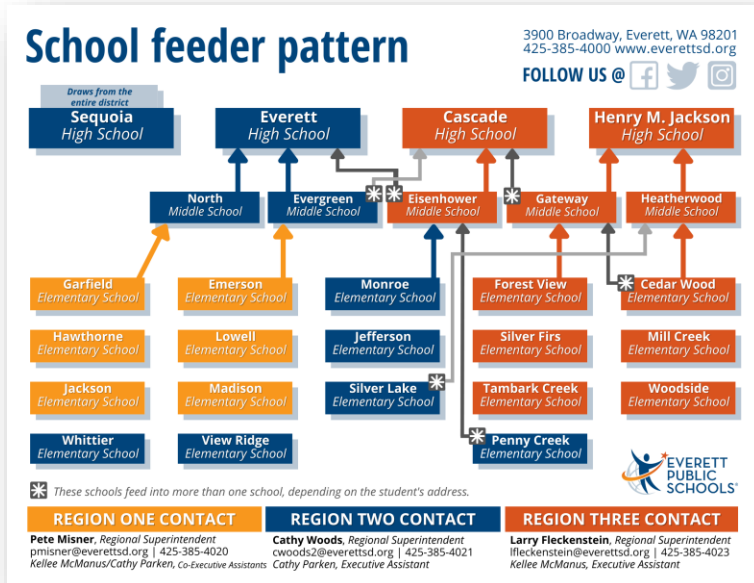 School feeder pattern
3900 Broadway, Everett, WA 98201
425-385-4000 www.everettsd.org
FOLLOW US @
Draws from the
entire district
Sequoia
High School
Everett
High School
Cascade
High School
Henry M. Jackson
High School
North
Middle School
Evergreen
Middle School
Eisenhower
Middle School
Gateway
Middle School
Heatherwood
Middle School
Garfield
Elementary School
Emerson
Elementary School
Monroe
Elementary School
Forest View
Elementary School
Cedar Wood
Elementary School
Hawthorne
Elementary School
Lowell
Elementary School
Jefferson
Elementary School
Silver Firs
Elementary School
Mill Creek
Elementary School
Jackson
Elementary School
Madison
Elementary School
Silver Lake
Elementary School
Tambark Creek
Elementary School
Woodside
Elementary School
Whittier
Elementary School
View Ridge
Elementary School
Penny Creek
Elementary School
EVERETT
PUBLIC
SCHOOLS®
These schools feed into more than one school, depending on the student's address.
REGION ONE CONTACT
Pete Misner, Regional Superintendent
pmisner@everettsd.org | 425-385-4020
Kellee McManus/Cathy Parken, Co-Executive Assistants
REGION TWO CONTACT
Cathy Woods, Regional Superintendent
cwoods2@everettsd.org | 425-385-4021
Cathy Parken, Executive Assistant
REGION THREE CONTACT
Larry Fleckenstein, Regional Superintendent
lfleckenstein@everettsd.org | 425-385-4023
Kellee McManus, Executive Assistant